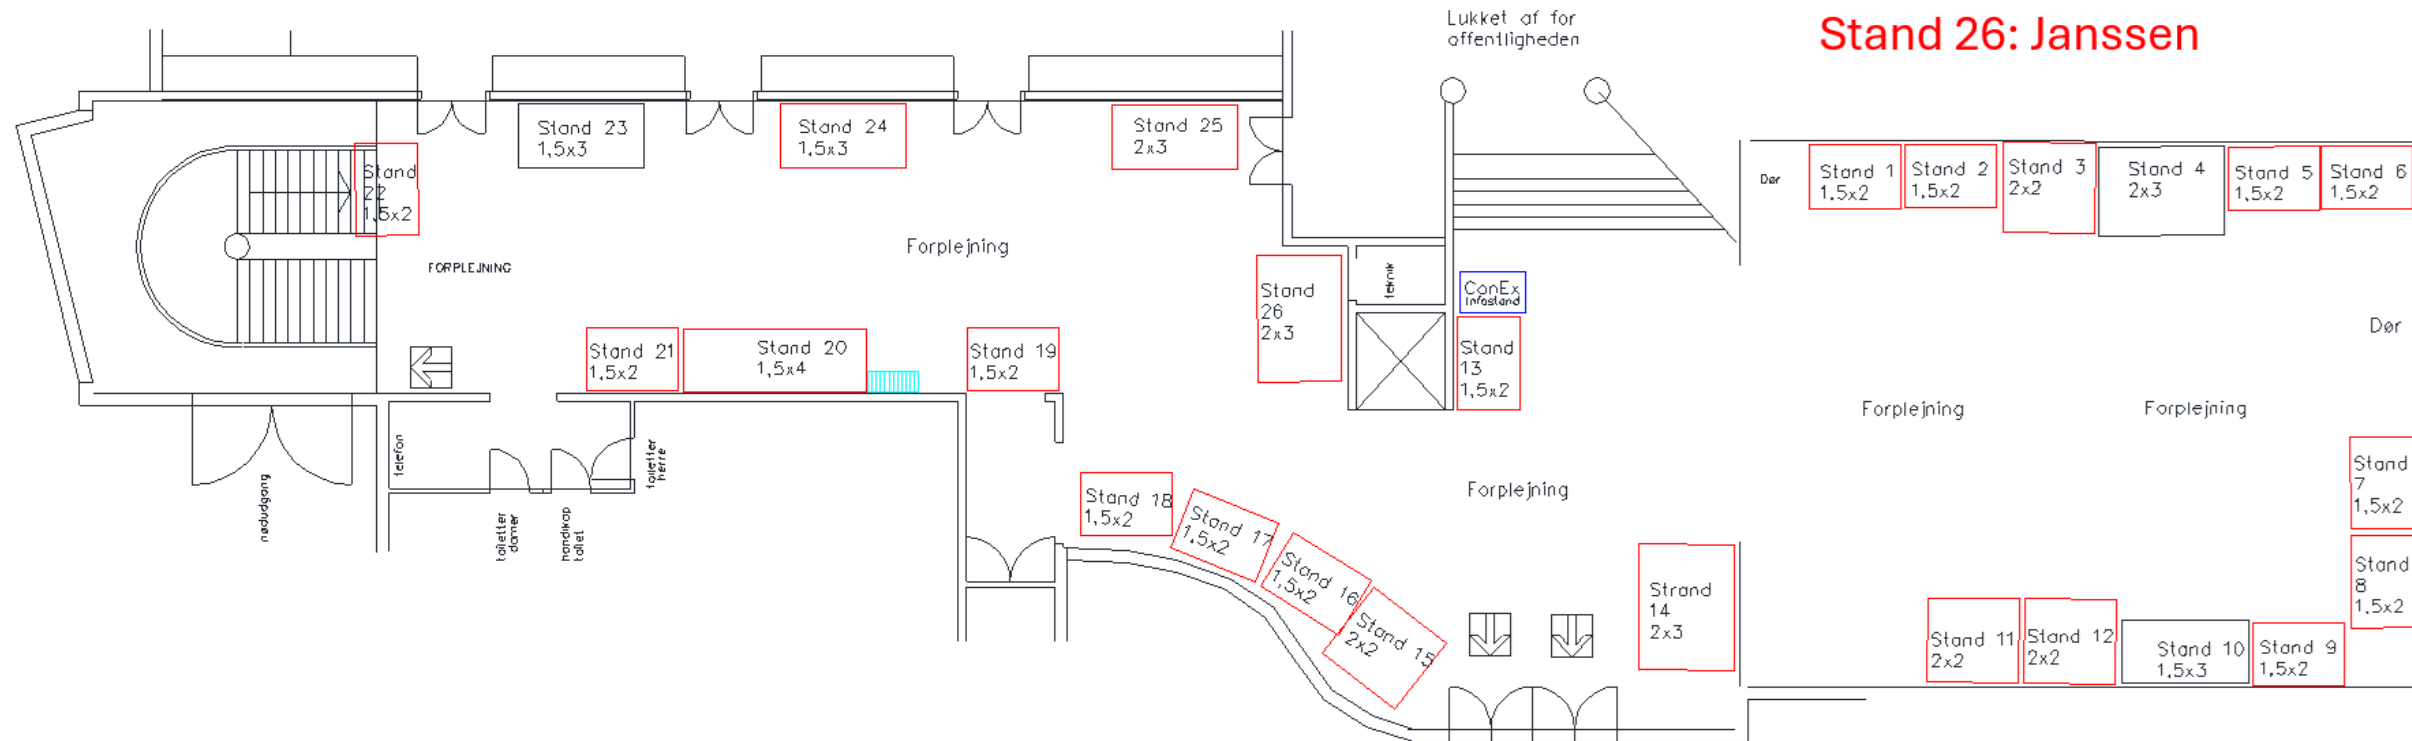 Lukket af for
offentligheden
Stand 26: Janssen
Stand 23
1,5x3
Stand 24
1,5x3
Stand 25
2x3
Stand
22
1,5x2
Forplejning
FORPLEJNING
Stand 21
1,5x2
Stand 20
1,5x4
Stand 19
1,5x2
Stand
26
2x3
teknik
ConEx
Infostand
Stand
13
1,5x2
telefon
toiletter
herre
nødudgang
toiletter
damer
handikap
toilet
Stand 18
1,5x2
Stand 17
1,5x2
Stand 16
1,5x2
Stand 15
2x2
Forplejning
Strand
14
2x3
Dør
Stand 1
1,5x2
Stand 2
1,5x2
Stand 3
2x2
Stand 4
2x3
Stand 5
1,5x2
Stand 6
1,5x2
Dør
Forplejning
Forplejning
Stand
7
1,5x2
Stand
8
1,5x2
Stand 11
2x2
Stand 12
2x2
Stand 10
1,5x3
Stand 9
1,5x2